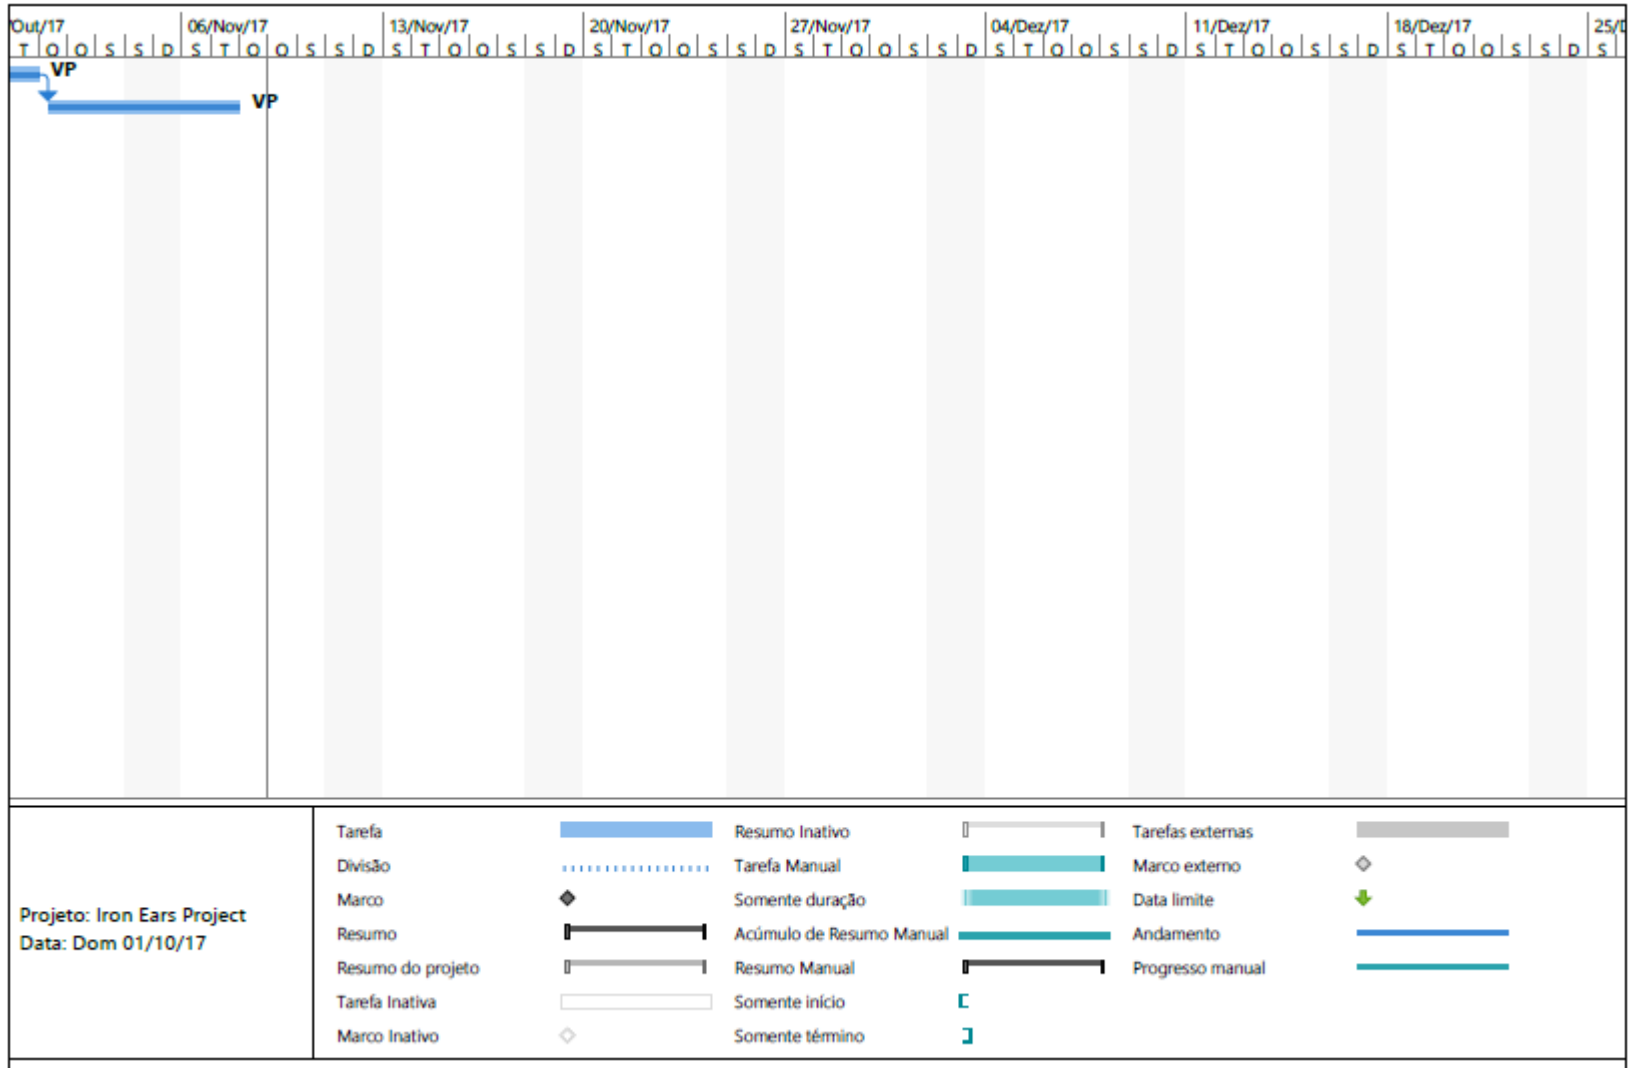 'Out/17 06/Nov/17 13/Nov/17 20/Nov/17 27/Nov/17 04/Dez/17 11/Dez/17 18/Dez/17 25/D
T Q Q S S D S T Q Q S S D S T Q Q S S D S T Q Q S S D S T Q Q S S D S T Q Q S S D S T Q Q S S D S T Q Q S S D S
VP
VP
Projeto: Iron Ears Project
Data: Dom 01/10/17
Tarefa
Divisão
Marco
Resumo
Resumo do projeto
Tarefa Inativa
Marco Inativo
Resumo Inativo
Tarefa Manual
Somente duração
Acúmulo de Resumo Manual
Resumo Manual
Somente início
Somente término
Tarefas externas
Marco externo
Data limite
Andamento
Progresso manual